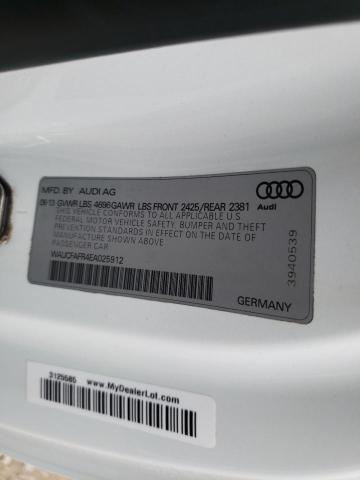 MFD. BY AUDI AG
06·13 GVWR LBS 4696 GAWR LBS FRONT 2425/REAR 2381
THIS VEHICLE CONFORMS TO ALL APPLICABLE U.S.
FEDERAL MOTOR VEHICLE SAFETY, BUMPER AND THEFT
PREVENTION STANDARDS IN EFFECT ON THE DATE OF
MANUFACTURE SHOWN ABOVE.
PASSENGER CAR
WAUCFAFR4EA025912
Audi
3940539
GERMANY
3125585
www.MyDealerLot.com